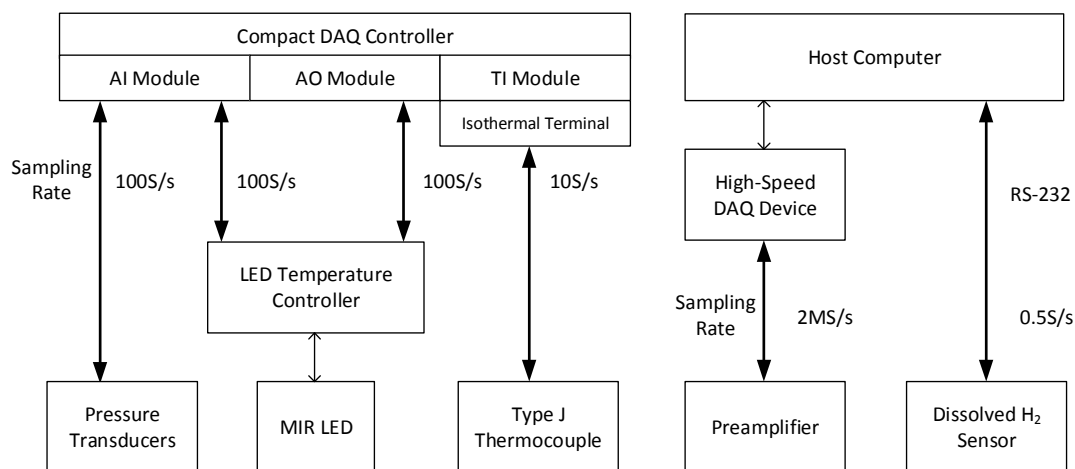 Compact DAQ Controller
AI Module
AO Module
TI Module
Isothermal Terminal
Sampling
Rate
100S/s
100S/s
100S/s
10S/s
LED Temperature
Controller
Pressure
Transducers
MIR LED
Type J
Thermocouple
Host Computer
High-Speed
DAQ Device
RS-232
Sampling
Rate
2MS/s
0.5S/s
Preamplifier
Dissolved H₂
Sensor